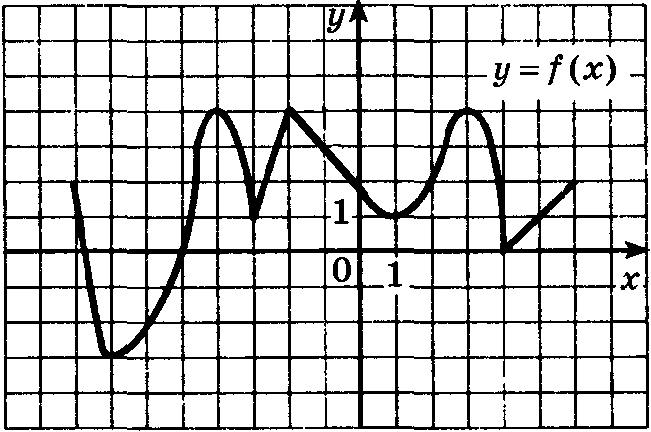 y
y = f(x)
1
0 1 x